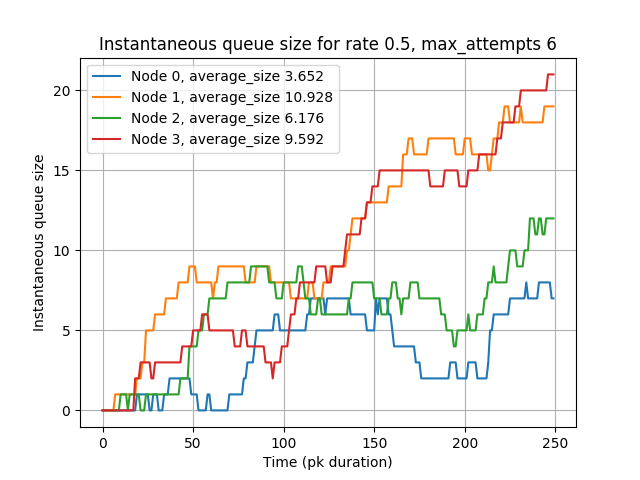 Instantaneous queue size for rate 0.5, max_attempts 6
Node 0, average_size 3.652
Node 1, average_size 10.928
Node 2, average_size 6.176
Node 3, average_size 9.592
Instantaneous queue size
20
15
10
5
0
0 50 100 150 200 250
Time (pk duration)